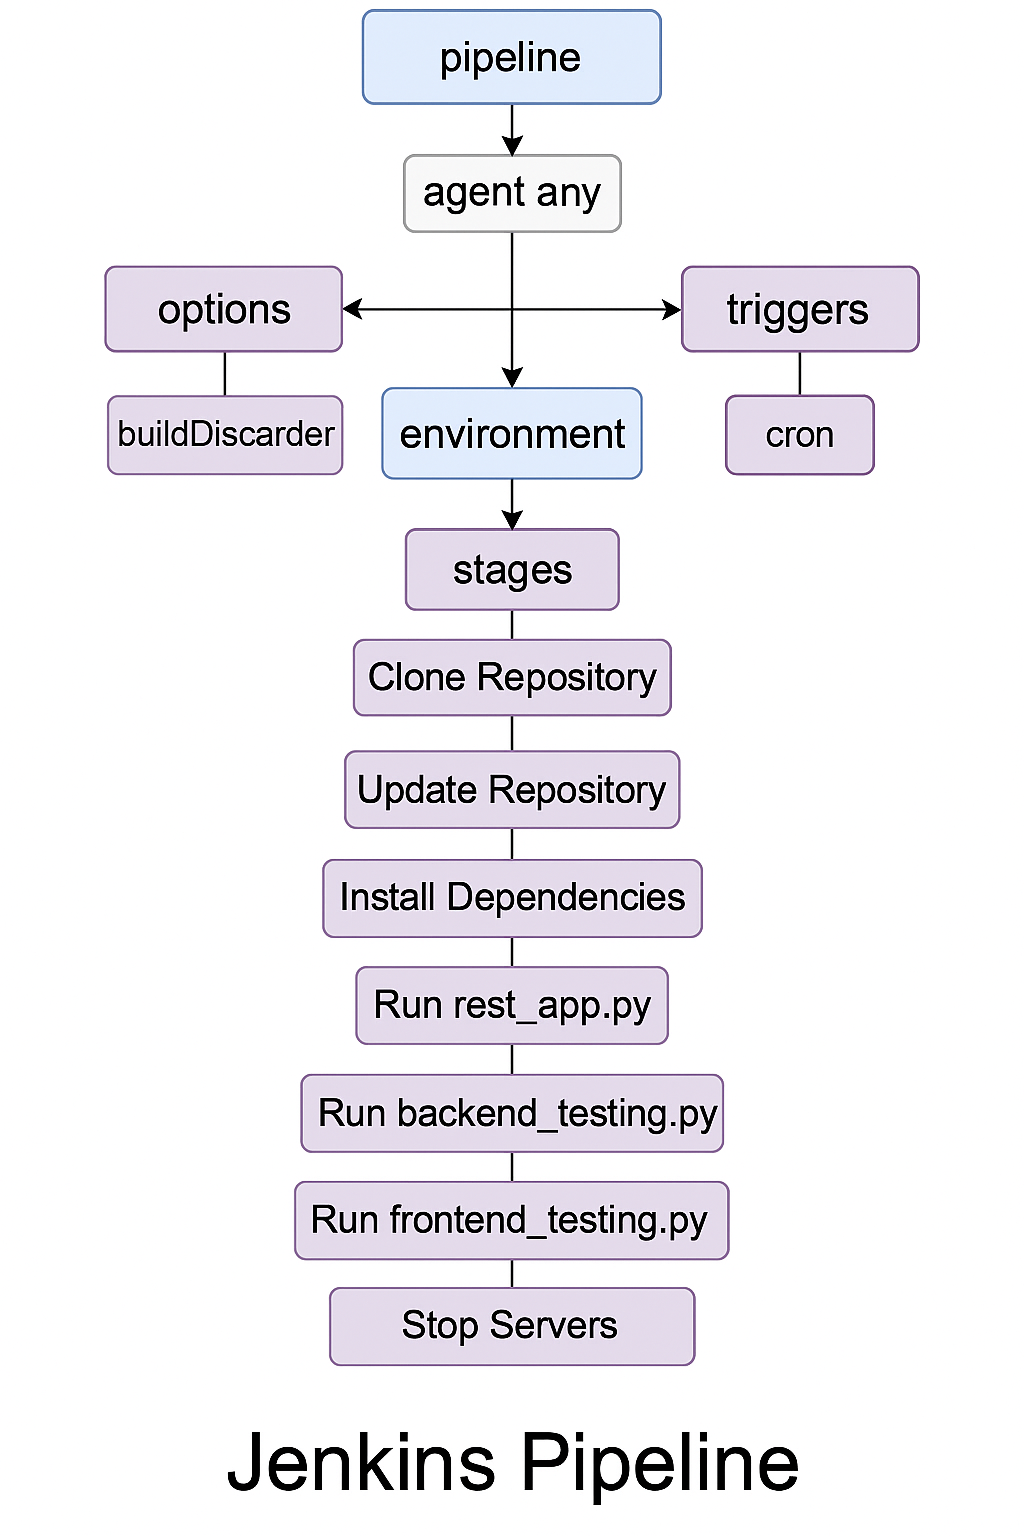 pipeline
agent any
options
triggers
buildDiscarder
environment
cron
stages
Clone Repository
Update Repository
Install Dependencies
Run rest_app.py
Run backend_testing.py
Run frontend_testing.py
Stop Servers
Jenkins Pipeline